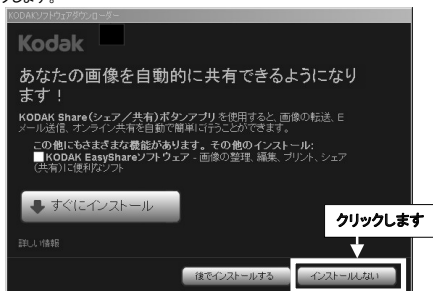 クします。
KODAKソフトウェアダウンローダー
Kodak
あなたの画像を自動的に共有できるようになり
ます！
KODAK Share(シェア／共有)ボタンアプリを使用すると、画像の転送、E
メール送信、オンライン共有を自動で簡単に行うことができます。
この他にもさまざまな機能があります。その他のインストール:
KODAK EasyShareソフトウェア - 画像の整理、編集、プリント、シェア
(共有)に便利なソフト
すぐにインストール
クリックします
詳しい情報
後でインストールする
インストールしない